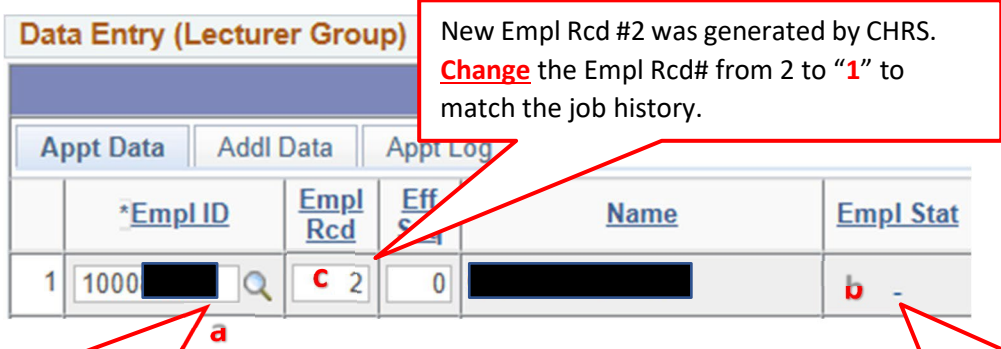 Data Entry (Lecturer Group)
New Empl Rcd #2 was generated by CHRS.
Change the Empl Rcd# from 2 to “1” to
match the job history.
Appt Data Addl Data Appt Log
*Empl ID Empl Rcd Eff Name Empl Stat
1 1000 c 2 0 b -
a